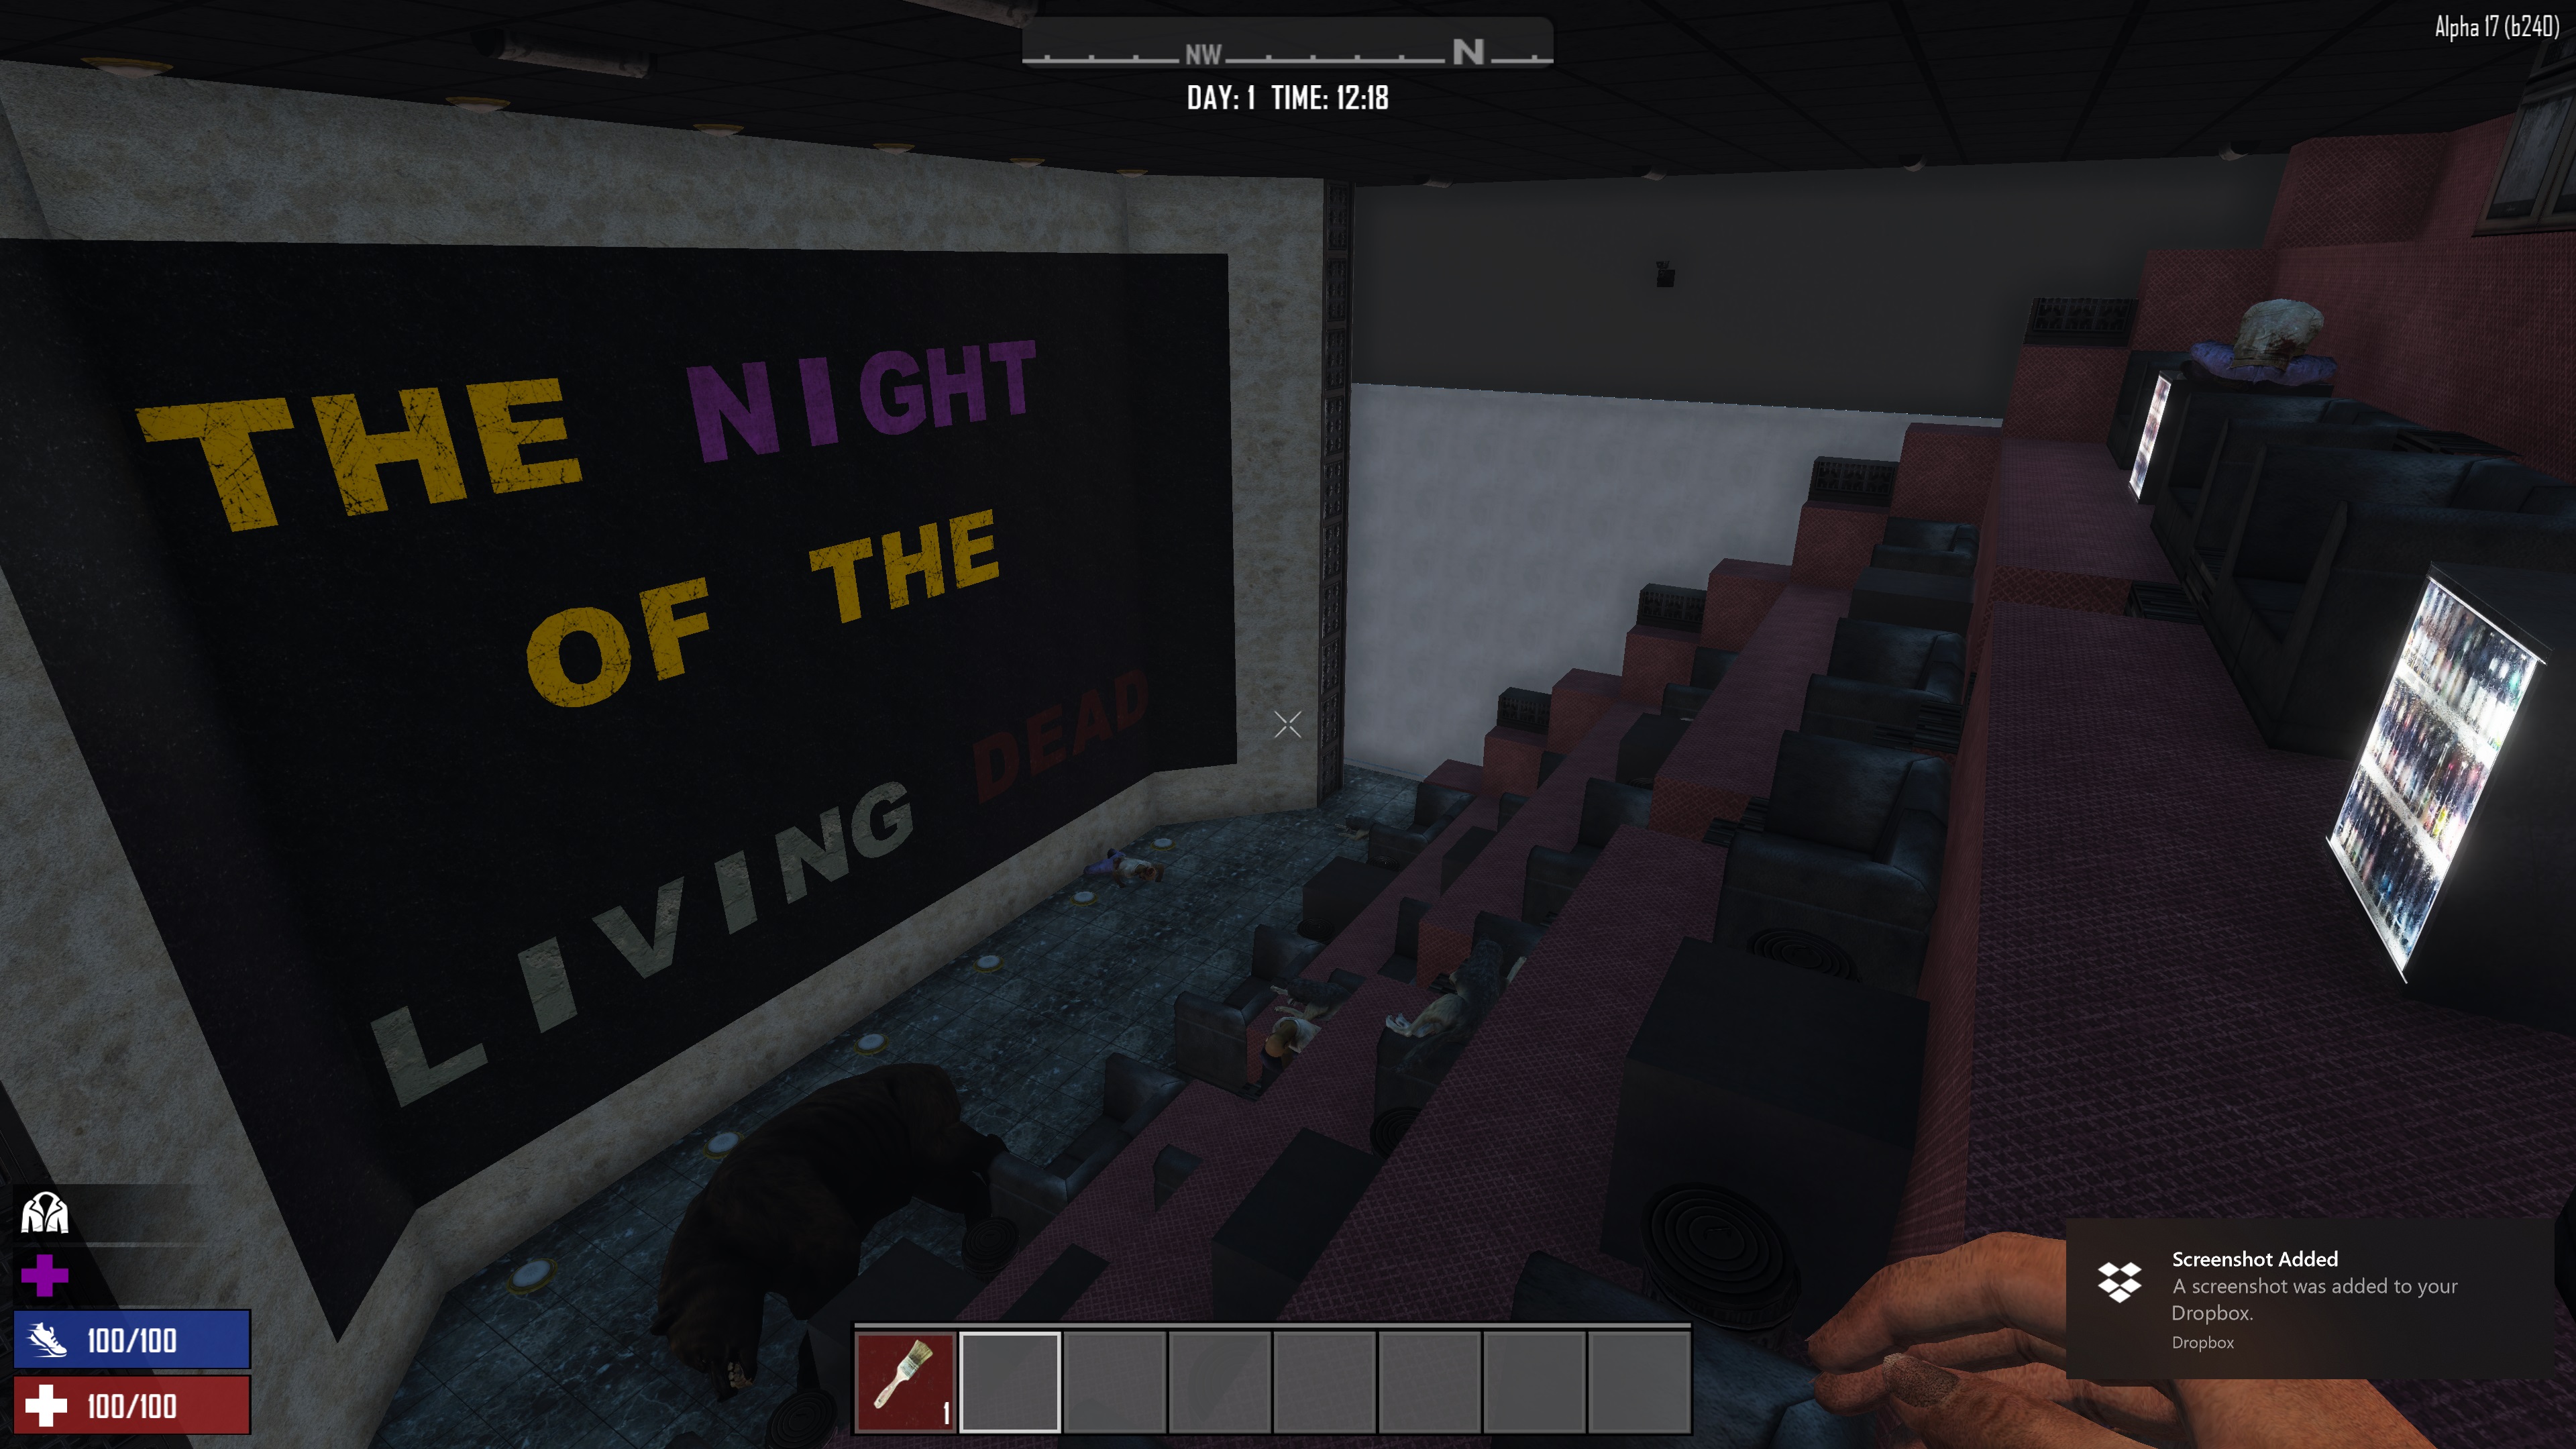 Alpha 17 (b240)
NW N
DAY: 1 TIME: 12:18
THE NIGHT
OF THE
LIVING DEAD
100/100
100/100
1
Screenshot Added
A screenshot was added to your
Dropbox.
Dropbox